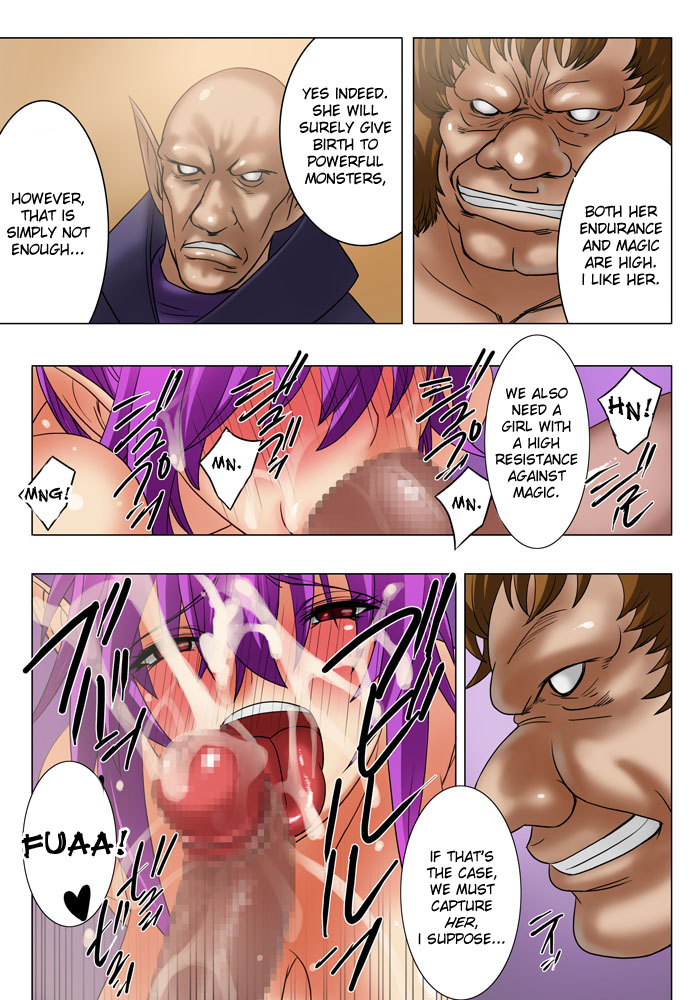 BOTH HER
ENDURANCE
AND MAGIC
ARE HIGH.
I LIKE HER.
YES INDEED.
SHE WILL
SURELY GIVE
BIRTH TO
POWERFUL
MONSTERS,
HOWEVER,
THAT IS
SIMPLY NOT
ENOUGH...
HN!
WE ALSO
NEED A
GIRL WITH
A HIGH
RESISTANCE
AGAINST
MAGIC.
MN.
MN.
MNG!
IF THAT'S
THE CASE,
WE MUST
CAPTURE
HER,
I SUPPOSE...
FUAA!